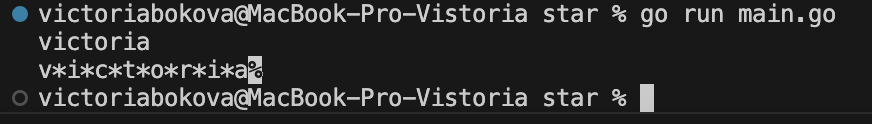 victoriabokova@MacBook-Pro-Vistoria star % go run main.go
victoria
v*i*c*t*o*r*i*a%
victoriabokova@MacBook-Pro-Vistoria star %